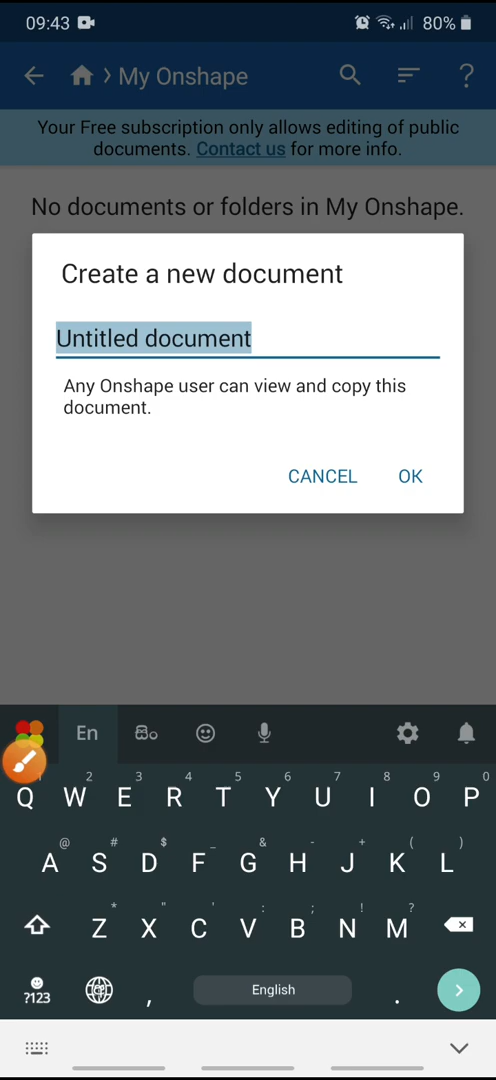 09:43 80%
My Onshape ?
Your Free subscription only allows editing of public
documents. Contact us for more info.
No documents or folders in My Onshape.
Create a new document
Untitled document
Any Onshape user can view and copy this
document.
CANCEL OK
En
1 2 3 4 5 6 7 8 9 0
Q W E R T Y U I O P
@ # $ _ & - + ( )
A S D F G H J K L
* " ' : ; ! ?
Z X C V B N M
?123 , English .